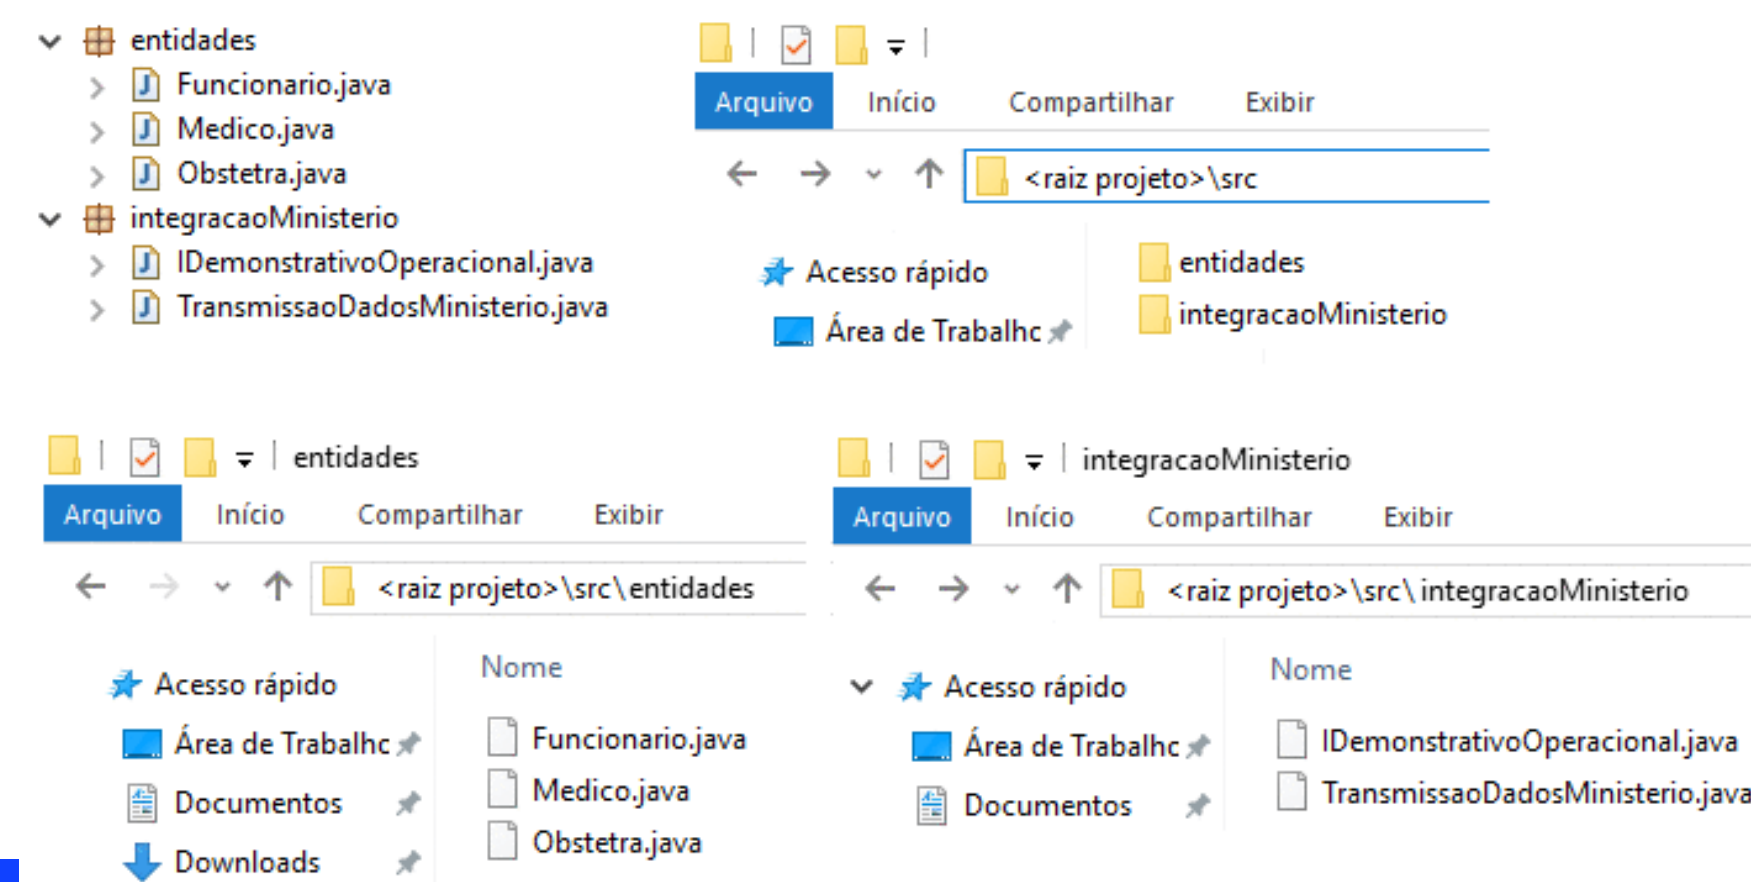 entidades
Funcionario.java
Medico.java
Obstetra.java
integracaoMinisterio
IDemonstrativoOperacional.java
TransmissaoDadosMinisterio.java
Arquivo Início Compartilhar Exibir
<raiz projeto>\src
Acesso rápido
Área de Trabalhc
entidades
integracaoMinisterio
entidades
Arquivo Início Compartilhar Exibir
<raiz projeto>\src\entidades
Acesso rápido
Área de Trabalhc
Documentos
Downloads
Nome
Funcionario.java
Medico.java
Obstetra.java
integracaoMinisterio
Arquivo Início Compartilhar Exibir
<raiz projeto>\src\integracaoMinisterio
Acesso rápido
Área de Trabalhc
Documentos
Nome
IDemonstrativoOperacional.java
TransmissaoDadosMinisterio.java